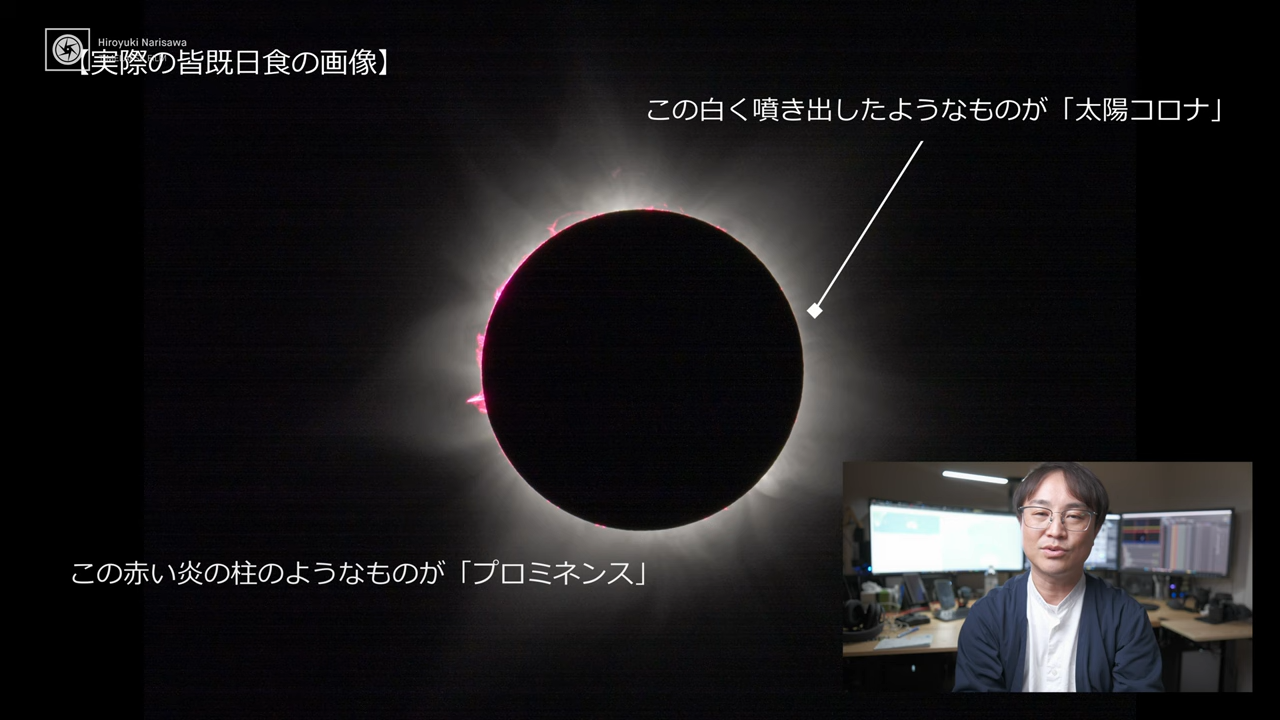 Hiroyuki Narisawa
【実際の皆既日食の画像】
この白く噴き出したようなものが「太陽コロナ」
この赤い炎の柱のようなものが「プロミネンス」